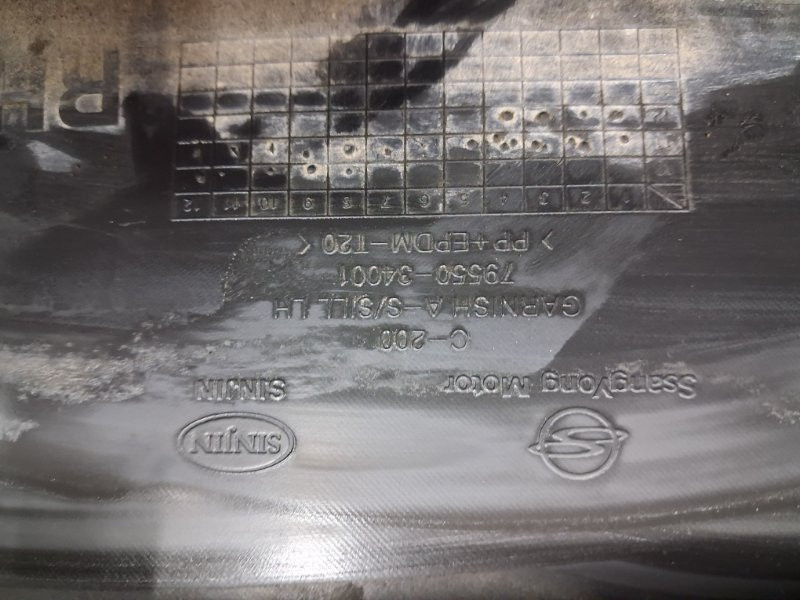 SINJIN
SsangYong Motor SINJIN
C-200
GARNISH A-S/SILL LH
79550-34001
> PP+EPDM-T20 <
1 2 3 4 5 6 7 8 9 10 11 12